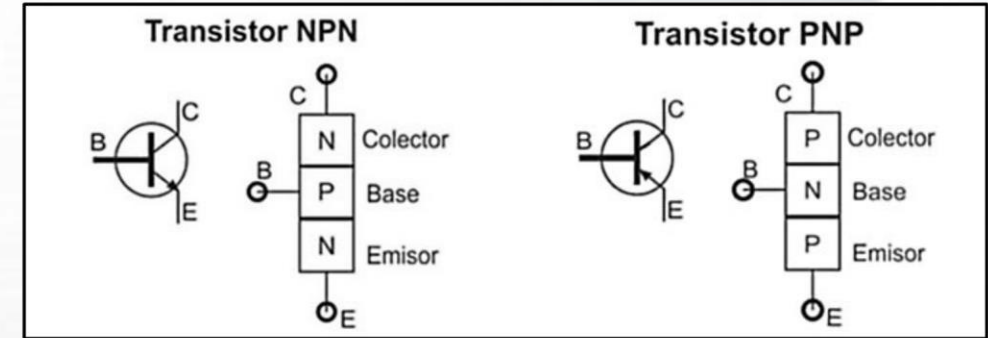 Transistor NPN
C
B
E
C
N
Colector
B
P
Base
N
Emisor
E
Transistor PNP
C
B
E
C
P
Colector
B
N
Base
P
Emisor
E